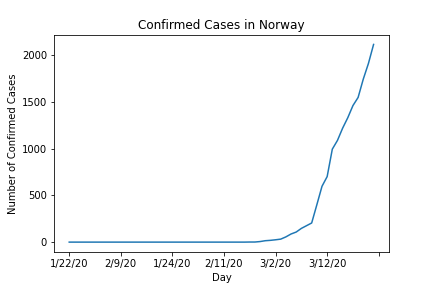 Confirmed Cases in Norway
Number of Confirmed Cases
2000
1500
1000
500
0
1/22/20 2/9/20 1/24/20 2/11/20 3/2/20 3/12/20
Day